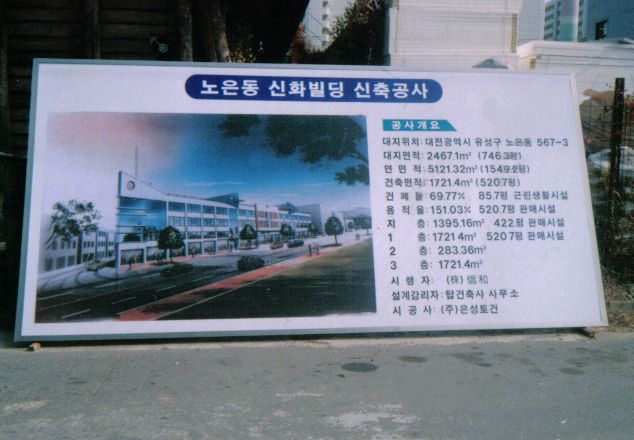 노은동 신화빌딩 신축공사
공사개요
대지위치: 대전광역시 유성구 노은동 567-3
대지면적: 2467.1m² (746.3평)
연 면 적: 5121.32m² (1549.2평)
건축면적: 1721.4m² (520.7평)
건 폐 율: 69.77% 857평 근린생활시설
용 적 율: 151.03% 520.7평 판매시설
지 층: 1395.16m² 422평 판매시설
1 층: 1721.4m² 520.7평 판매시설
2 층: 283.36m²
3 층: 1721.4m²
시 행 자: (株) 信和
설계감리자: 탑건축사 사무소
시 공 사: (주)은성토건